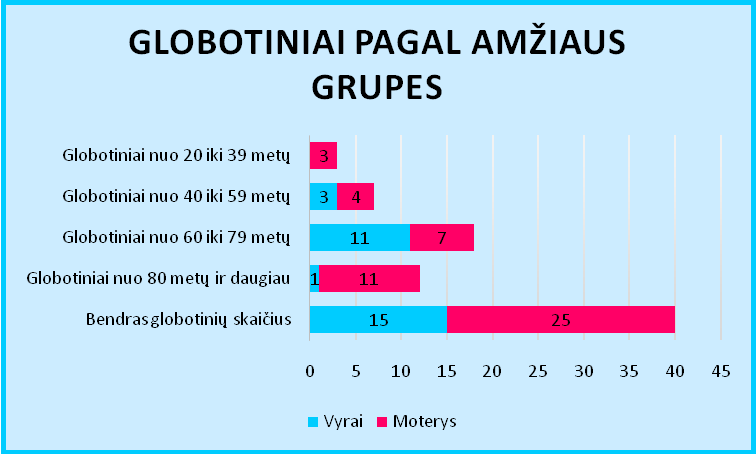 GLOBOTINIAI PAGAL AMŽIAUS
GRUPES
Globotiniai nuo 20 iki 39 metų
3
Globotiniai nuo 40 iki 59 metų
3 4
Globotiniai nuo 60 iki 79 metų
11 7
Globotiniai nuo 80 metų ir daugiau
1 11
Bendras globotinių skaičius
15 25
0 5 10 15 20 25 30 35 40 45
Vyrai Moterys